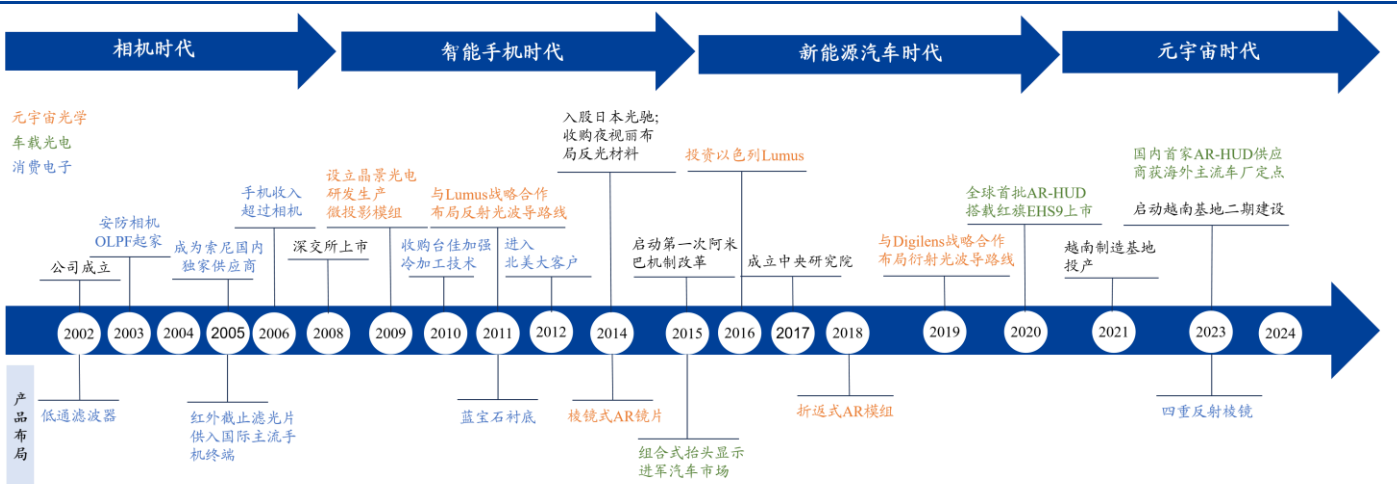 相机时代
智能手机时代
新能源汽车时代
元宇宙时代
元宇宙光学
车载光电
消费电子
公司成立
安防相机
OLPF起家
成为索尼国内
独家供应商
手机收入
超过相机
深交所上市
设立晶景光电
研发生产
微投影模组
收购台佳加强
冷加工技术
与Lumus战略合作
布局反射光波导路线
进入
北美大客户
入股日本光驰;
收购夜视丽布
局反光材料
启动第一次阿米
巴机制改革
投资以色列Lumus
成立中央研究院
与Digilens战略合作
布局衍射光波导路线
全球首批AR-HUD
搭载红旗EHS9上市
越南制造基地
投产
国内首家AR-HUD供应
商获海外主流车厂定点
启动越南基地二期建设
2002
2003
2004
2005
2006
2008
2009
2010
2011
2012
2014
2015
2016
2017
2018
2019
2020
2021
2023
2024
产品布局
低通滤波器
红外截止滤光片
供入国际主流手
机终端
蓝宝石衬底
棱镜式AR镜片
组合式抬头显示
进军汽车市场
折返式AR模组
四重反射棱镜